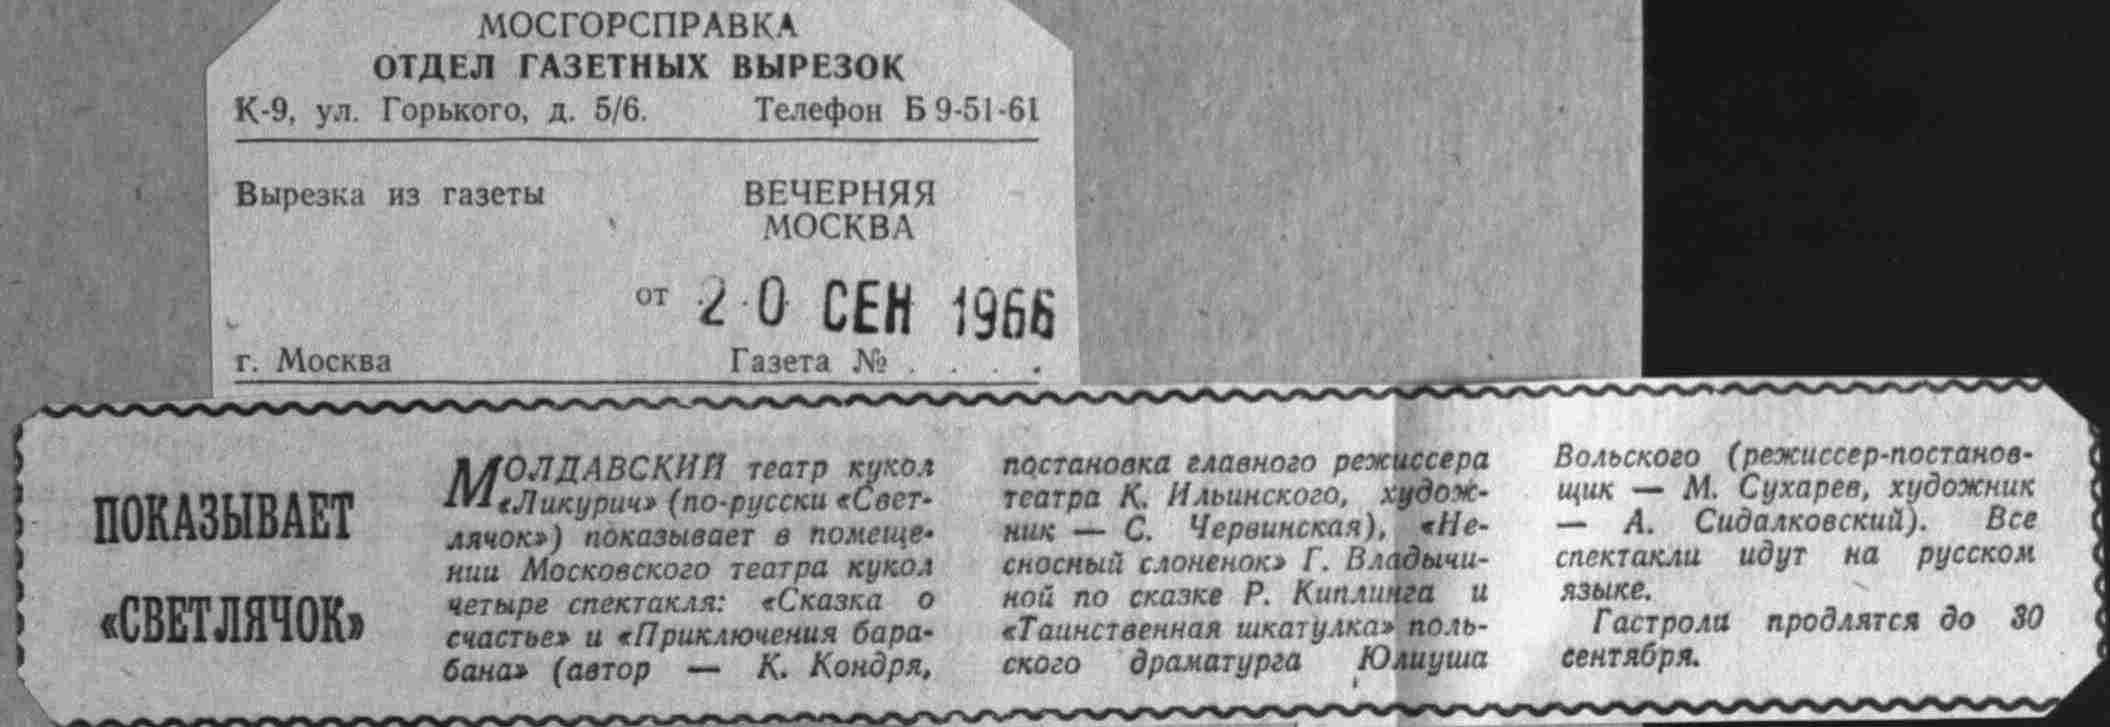 МОСГОРСПРАВКА
ОТДЕЛ ГАЗЕТНЫХ ВЫРЕЗОК
К-9, ул. Горького, д. 5/6. Телефон Б 9-51-61
Вырезка из газеты
ВЕЧЕРНЯЯ
МОСКВА
от 20 СЕН 1966
г. Москва Газета № . . . .
ПОКАЗЫВАЕТ
«СВЕТЛЯЧОК»
МОЛДАВСКИЙ театр кукол
«Ликурич» (по-русски «Свет-
лячок») показывает в помеще-
нии Московского театра кукол
четыре спектакля: «Сказка о
счастье» и «Приключения бара-
бана» (автор — К. Кондря,
постановка главного режиссера
театра К. Ильинского, худож-
ник — С. Червинская), «Не-
сносный слоненок» Г. Владычи-
ной по сказке Р. Киплинга и
«Таинственная шкатулка» поль-
ского драматурга Юлиуша
Вольского (режиссер-постанов-
щик — М. Сухарев, художник
— А. Сидалковский). Все
спектакли идут на русском
языке.
Гастроли продлятся до 30
сентября.